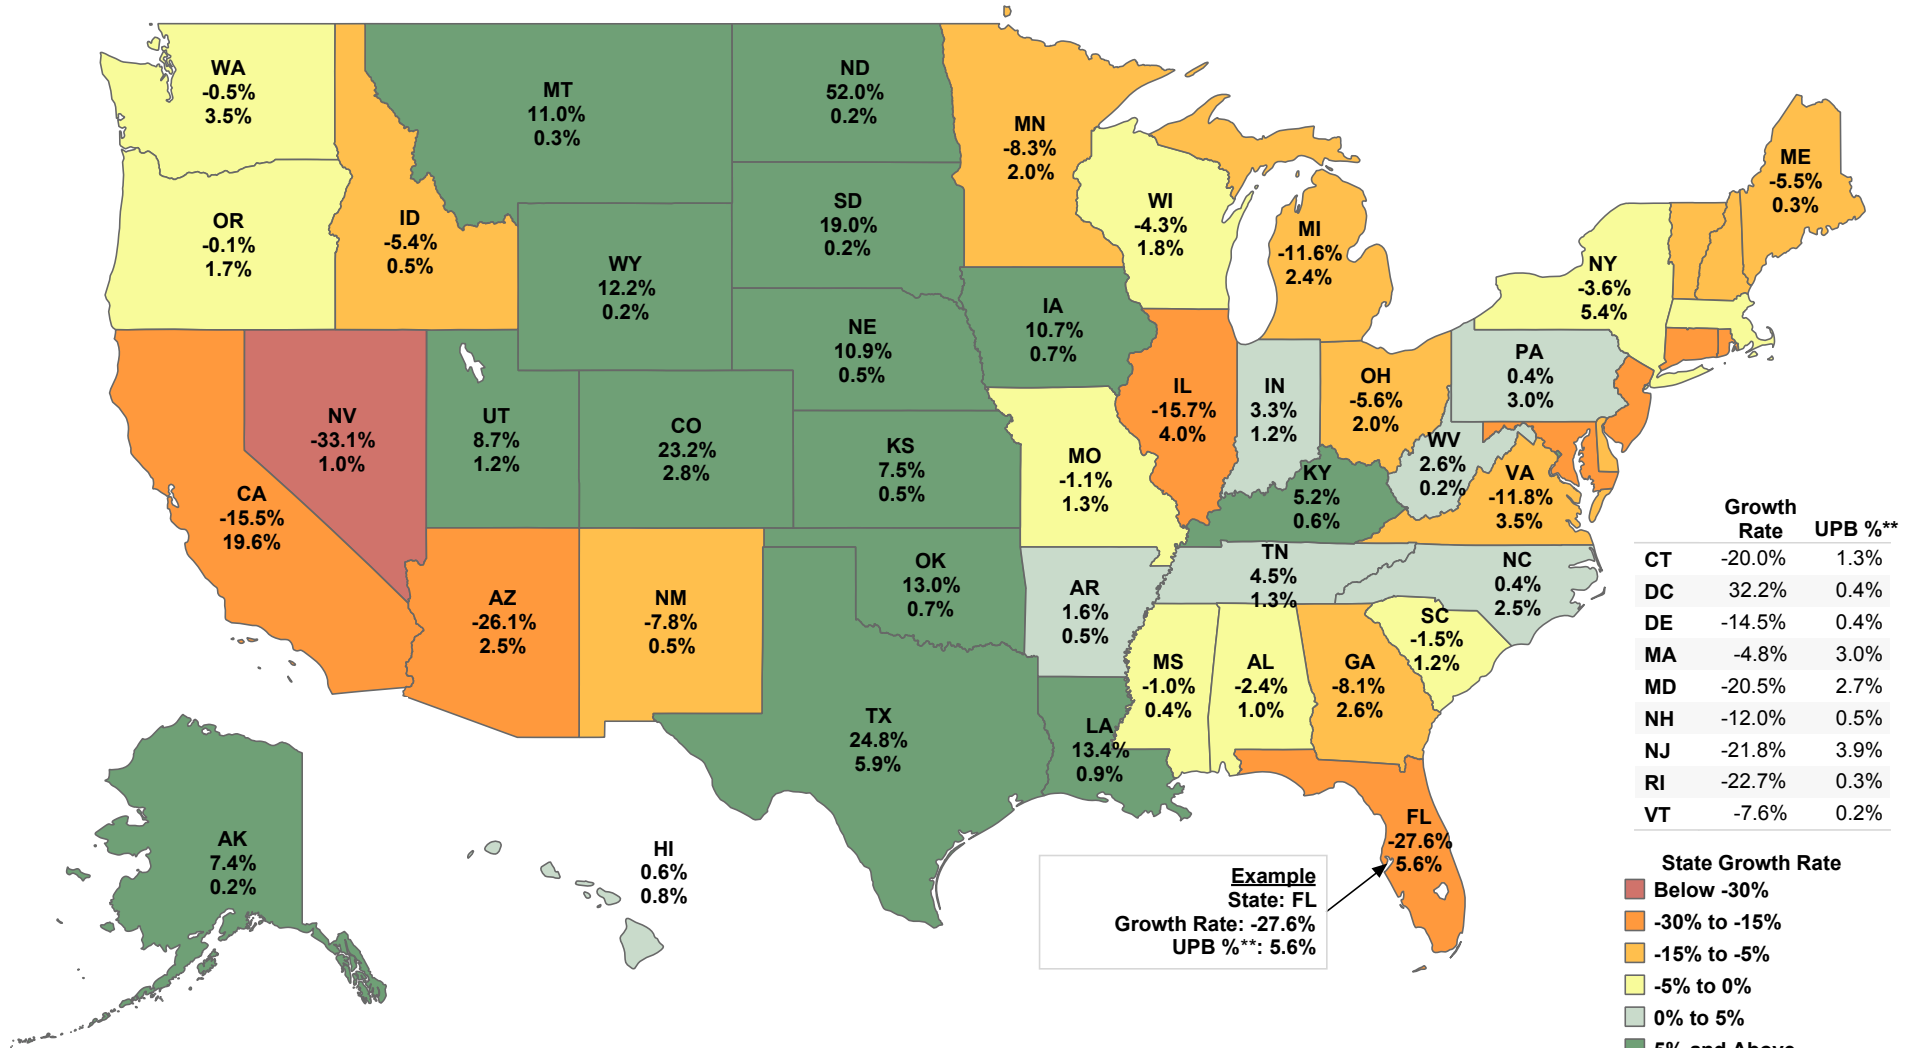 WA
-0.5%
3.5%
OR
-0.1%
1.7%
ID
-5.4%
0.5%
MT
11.0%
0.3%
ND
52.0%
0.2%
SD
19.0%
0.2%
WY
12.2%
0.2%
NE
10.9%
0.5%
MN
-8.3%
2.0%
IA
10.7%
0.7%
WI
-4.3%
1.8%
MI
-11.6%
2.4%
ME
-5.5%
0.3%
NY
-3.6%
5.4%
PA
0.4%
3.0%
CA
-15.5%
19.6%
NV
-33.1%
1.0%
UT
8.7%
1.2%
CO
23.2%
2.8%
KS
7.5%
0.5%
MO
-1.1%
1.3%
IL
-15.7%
4.0%
IN
3.3%
1.2%
OH
-5.6%
2.0%
WV
2.6%
0.2%
VA
-11.8%
3.5%
KY
5.2%
0.6%
TN
4.5%
1.3%
NC
0.4%
2.5%
AZ
-26.1%
2.5%
NM
-7.8%
0.5%
OK
13.0%
0.7%
AR
1.6%
0.5%
TX
24.8%
5.9%
LA
13.4%
0.9%
MS
-1.0%
0.4%
AL
-2.4%
1.0%
GA
-8.1%
2.6%
SC
-1.5%
1.2%
FL
-27.6%
5.6%
AK
7.4%
0.2%
HI
0.6%
0.8%
Example
State: FL
Growth Rate: -27.6%
UPB %**: 5.6%
Growth
Rate UPB %**
CT -20.0% 1.3%
DC 32.2% 0.4%
DE -14.5% 0.4%
MA -4.8% 3.0%
MD -20.5% 2.7%
NH -12.0% 0.5%
NJ -21.8% 3.9%
RI -22.7% 0.3%
VT -7.6% 0.2%
State Growth Rate
Below -30%
-30% to -15%
-15% to -5%
-5% to 0%
0% to 5%
5% and Above